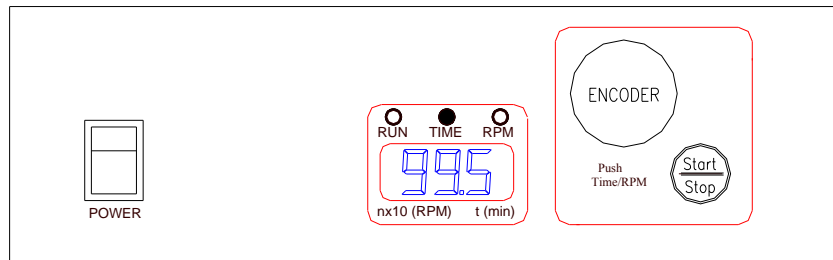 ENCODER
RUN TIME RPM
99.5
Push
Time/RPM
Start
Stop
POWER
nx10 (RPM) t (min)